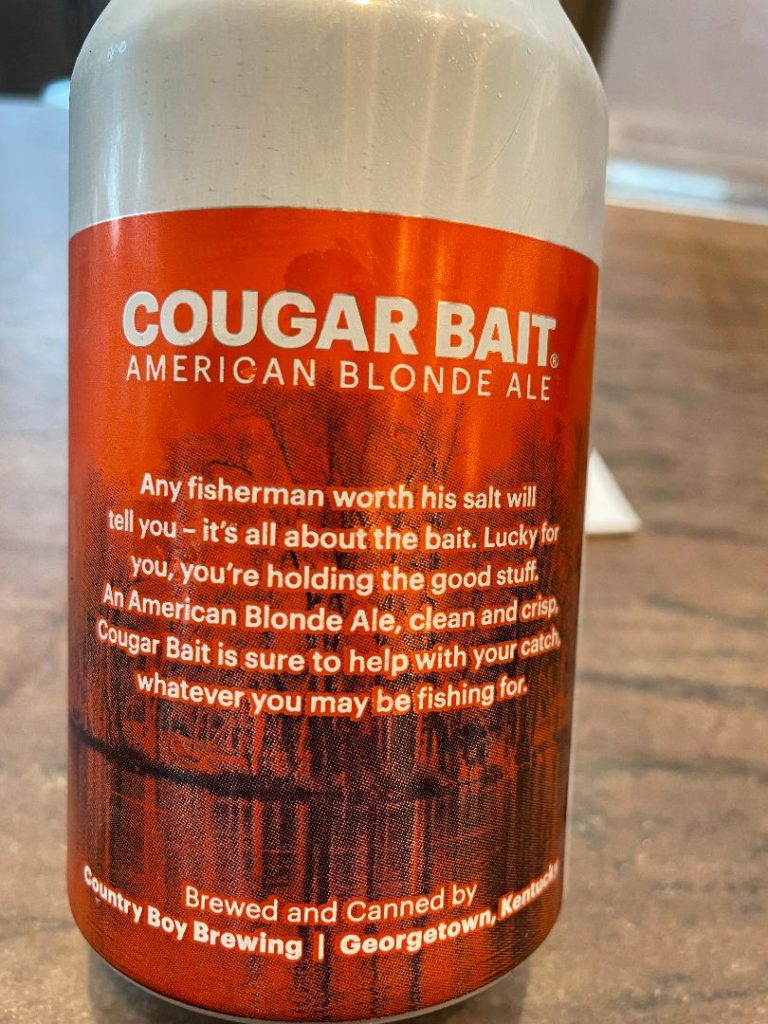 COUGAR BAIT®
AMERICAN BLONDE ALE
Any fisherman worth his salt will
tell you – it's all about the bait. Lucky for
you, you're holding the good stuff.
An American Blonde Ale, clean and crisp,
Cougar Bait is sure to help with your catch,
whatever you may be fishing for.
Brewed and Canned by
Country Boy Brewing | Georgetown, Kentucky